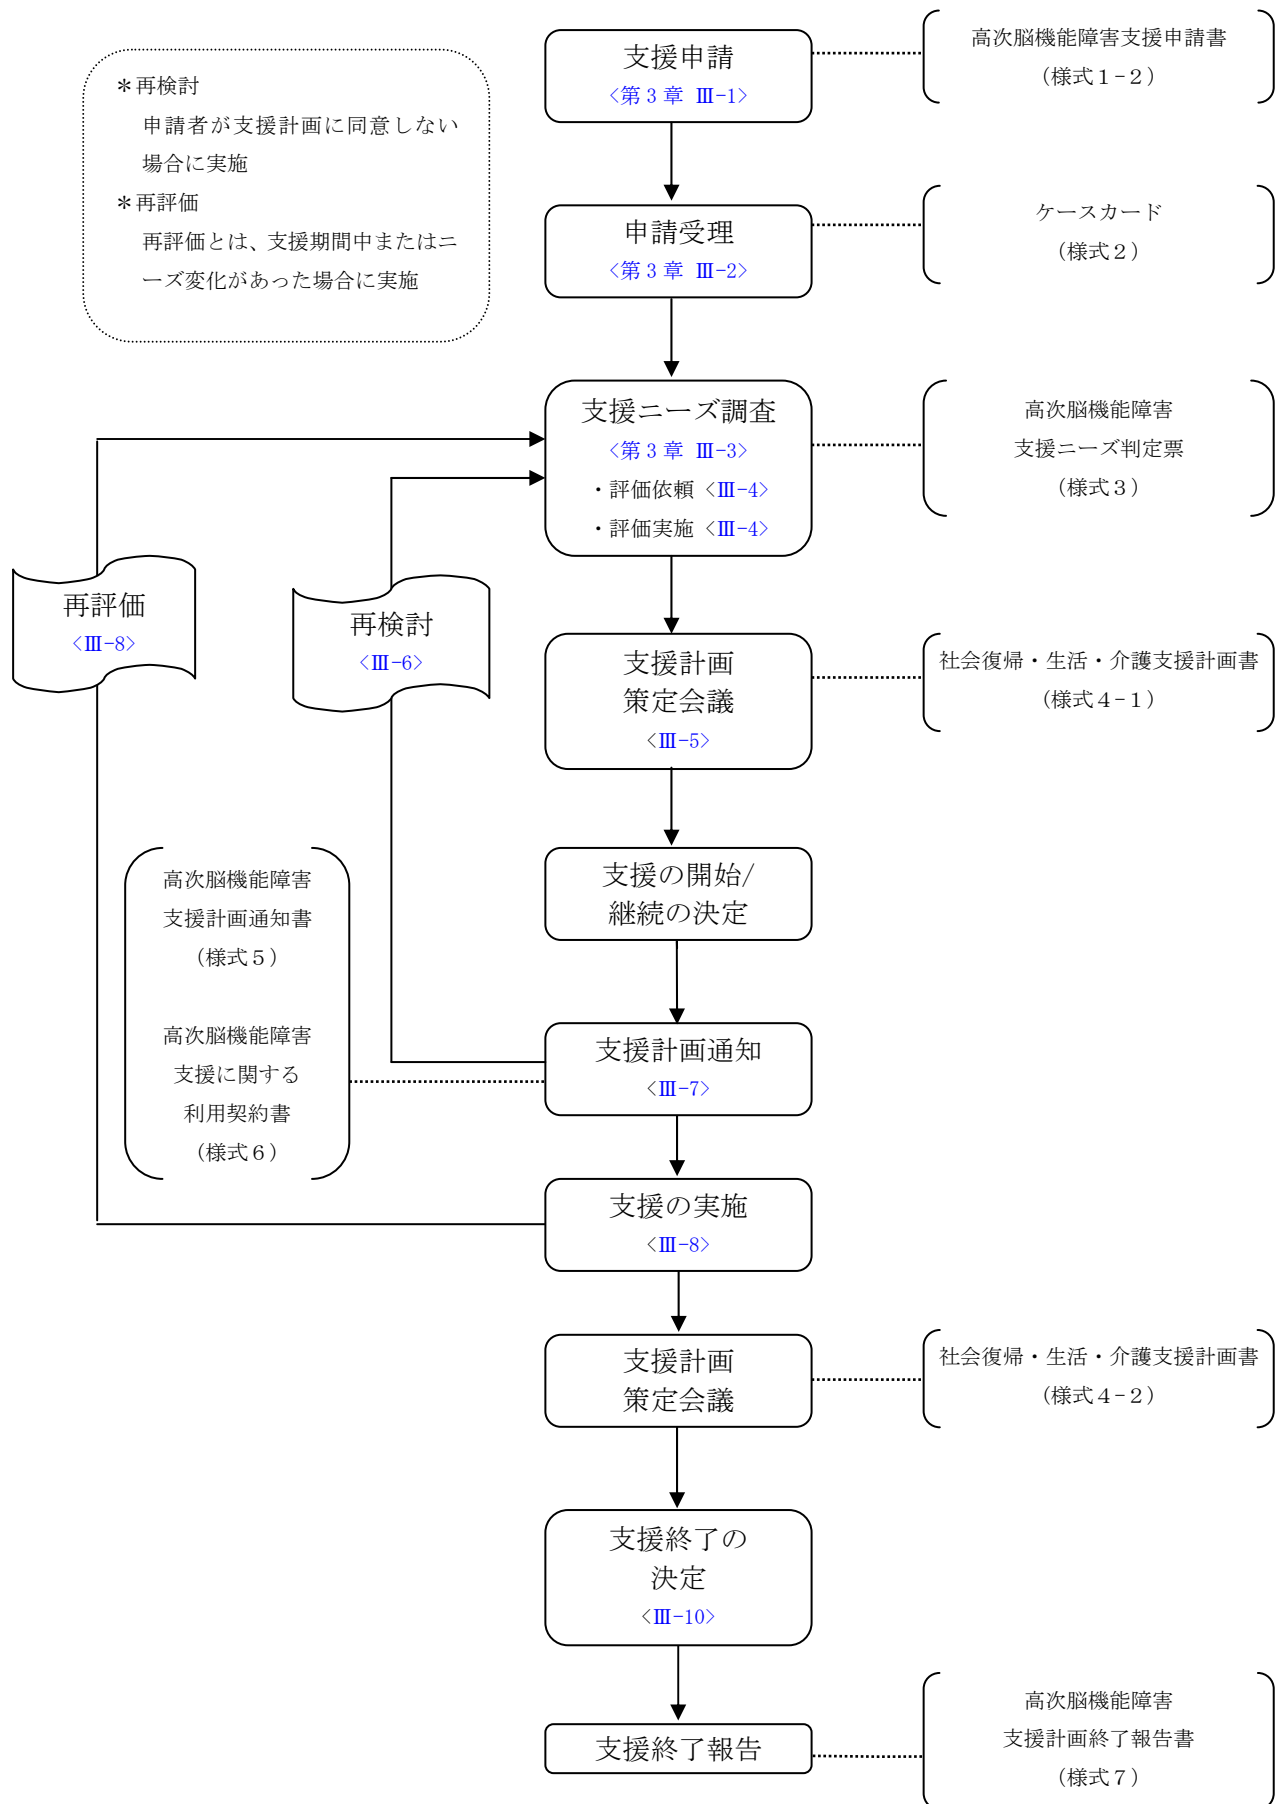 ＊再検討
申請者が支援計画に同意しない
場合に実施
＊再評価
再評価とは、支援期間中またはニ
ーズ変化があった場合に実施
支援申請
<第3章 Ⅲ-1>
高次脳機能障害支援申請書
（様式1-2）
申請受理
<第3章 Ⅲ-2>
ケースカード
（様式2）
支援ニーズ調査
<第3章 Ⅲ-3>
・評価依頼 <Ⅲ-4>
・評価実施 <Ⅲ-4>
高次脳機能障害
支援ニーズ判定票
（様式3）
再評価
<Ⅲ-8>
再検討
<Ⅲ-6>
支援計画
策定会議
<Ⅲ-5>
社会復帰・生活・介護支援計画書
（様式4-1）
支援の開始/
継続の決定
高次脳機能障害
支援計画通知書
（様式5）
高次脳機能障害
支援に関する
利用契約書
（様式6）
支援計画通知
<Ⅲ-7>
支援の実施
<Ⅲ-8>
支援計画
策定会議
社会復帰・生活・介護支援計画書
（様式4-2）
支援終了の
決定
<Ⅲ-10>
支援終了報告
高次脳機能障害
支援計画終了報告書
（様式7）